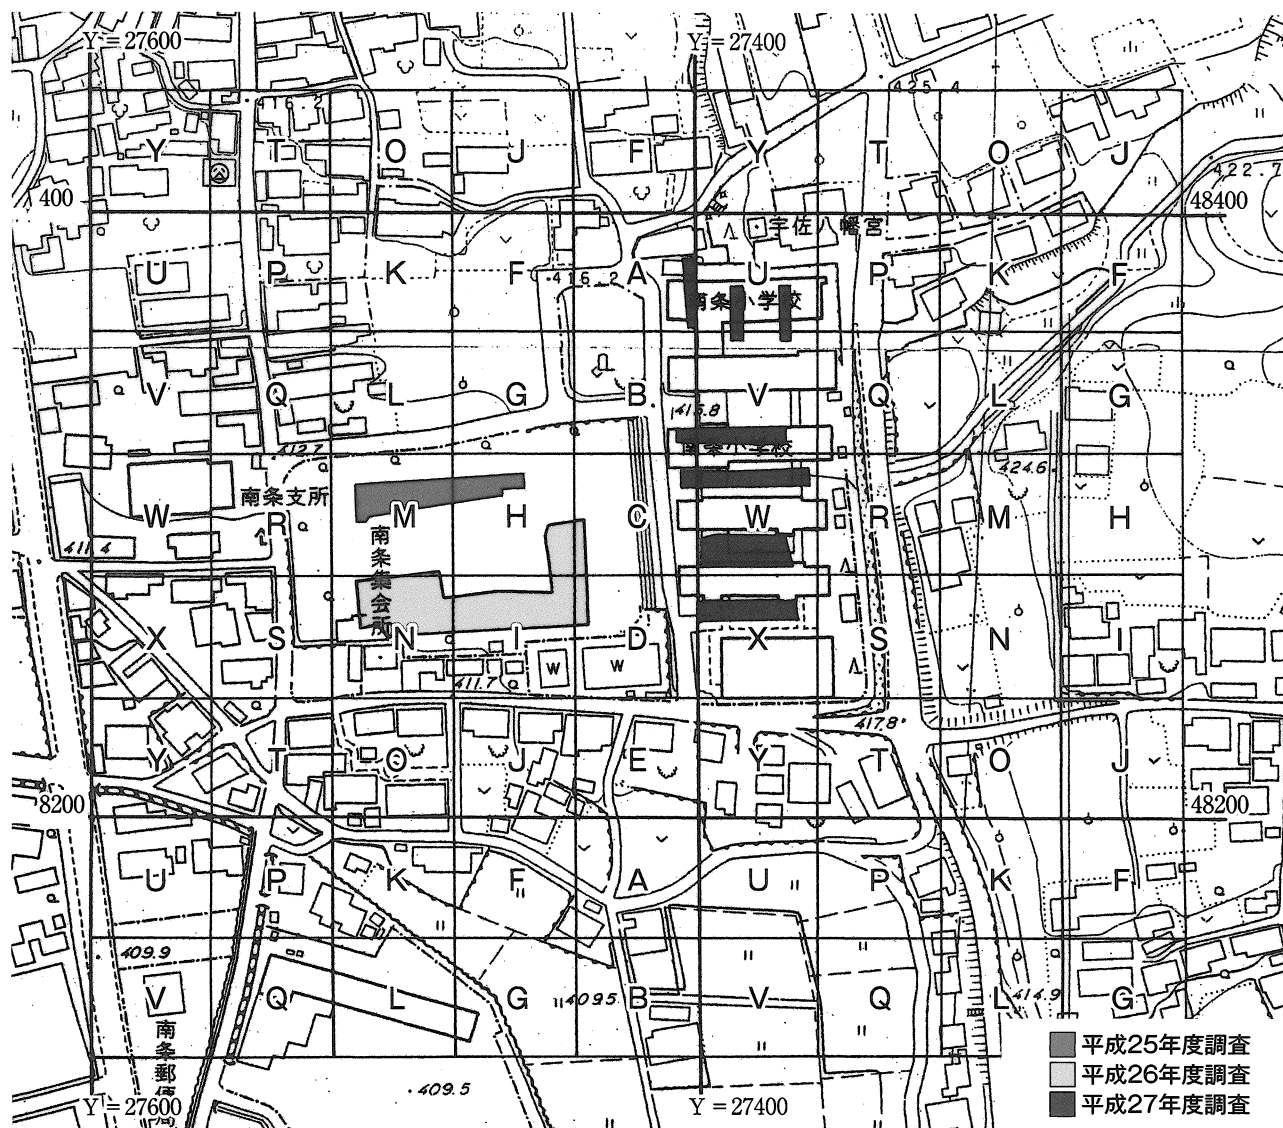 Y = 27600
Y = 27400
416.2
425.4
Y T O J F Y T O J
422.7
400
48400
宇佐八幡宮
U P K F A U P K F
416.2
南条小学校
V Q L G B V Q L G
415.8
412.7
南条小学校
424.6
南条支所
W R M H C W R M H
411.4
南条集会所
X S N I D X S N I
W W
411.7
417.8
Y T O J E Y T O J
8200
48200
U P K F A U P K F
409.9
V Q L G B V Q L G
409.5
414.9
南条郵便局
409.5
平成25年度調査
平成26年度調査
平成27年度調査
Y = 27600
Y = 27400